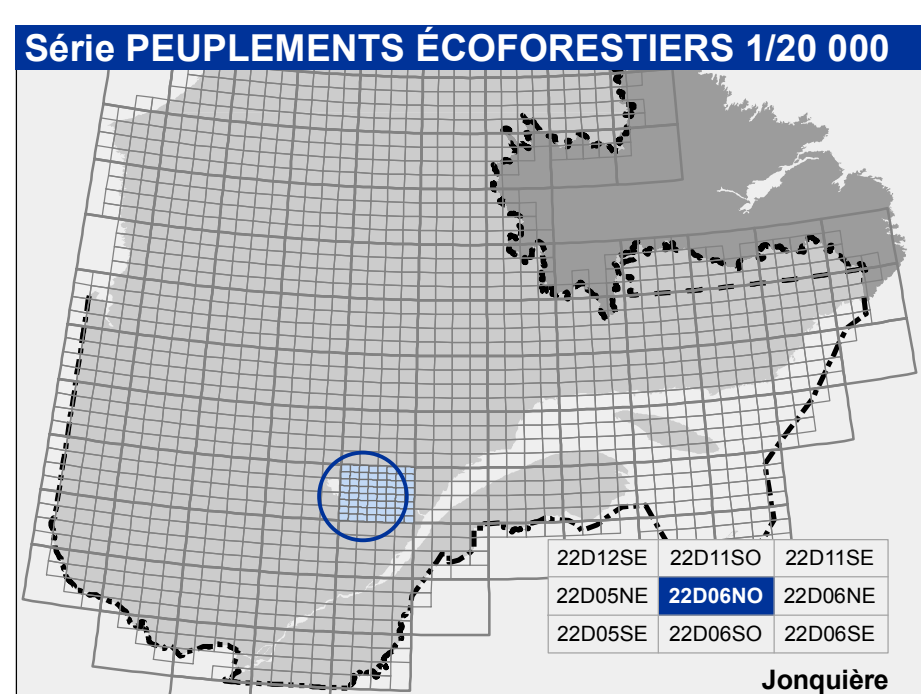 Série PEUPLEMENTS ÉCOFORESTIERS 1/20 000
22D12SE 22D11SO 22D11SE
22D05NE 22D06NO 22D06NE
22D05SE 22D06SO 22D06SE
Jonquière